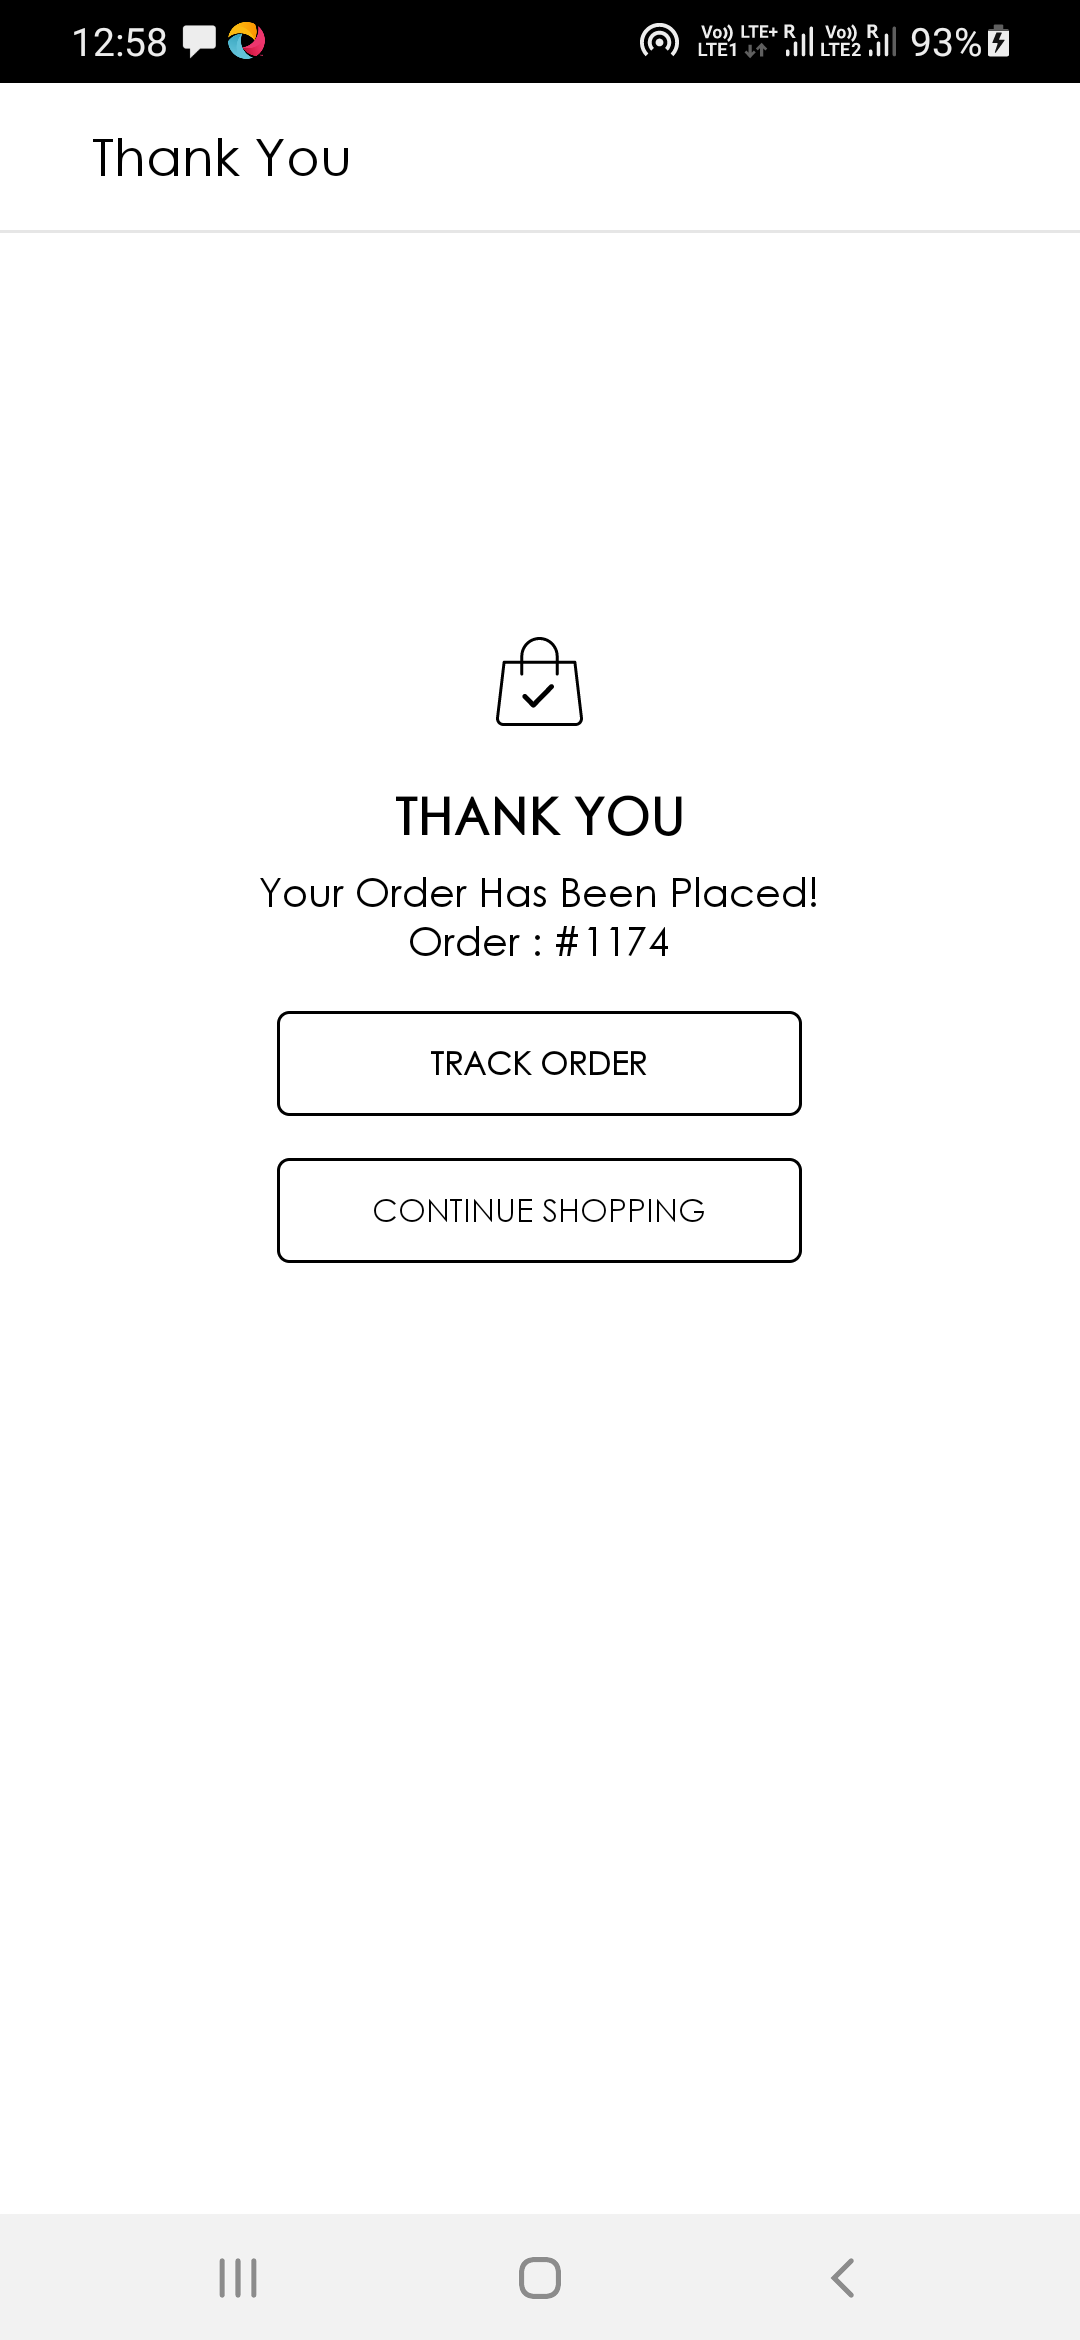 12:58 Vo)) LTE+ R Vo)) R 93%
LTE1 LTE2
Thank You
THANK YOU
Your Order Has Been Placed!
Order : #1174
TRACK ORDER
CONTINUE SHOPPING